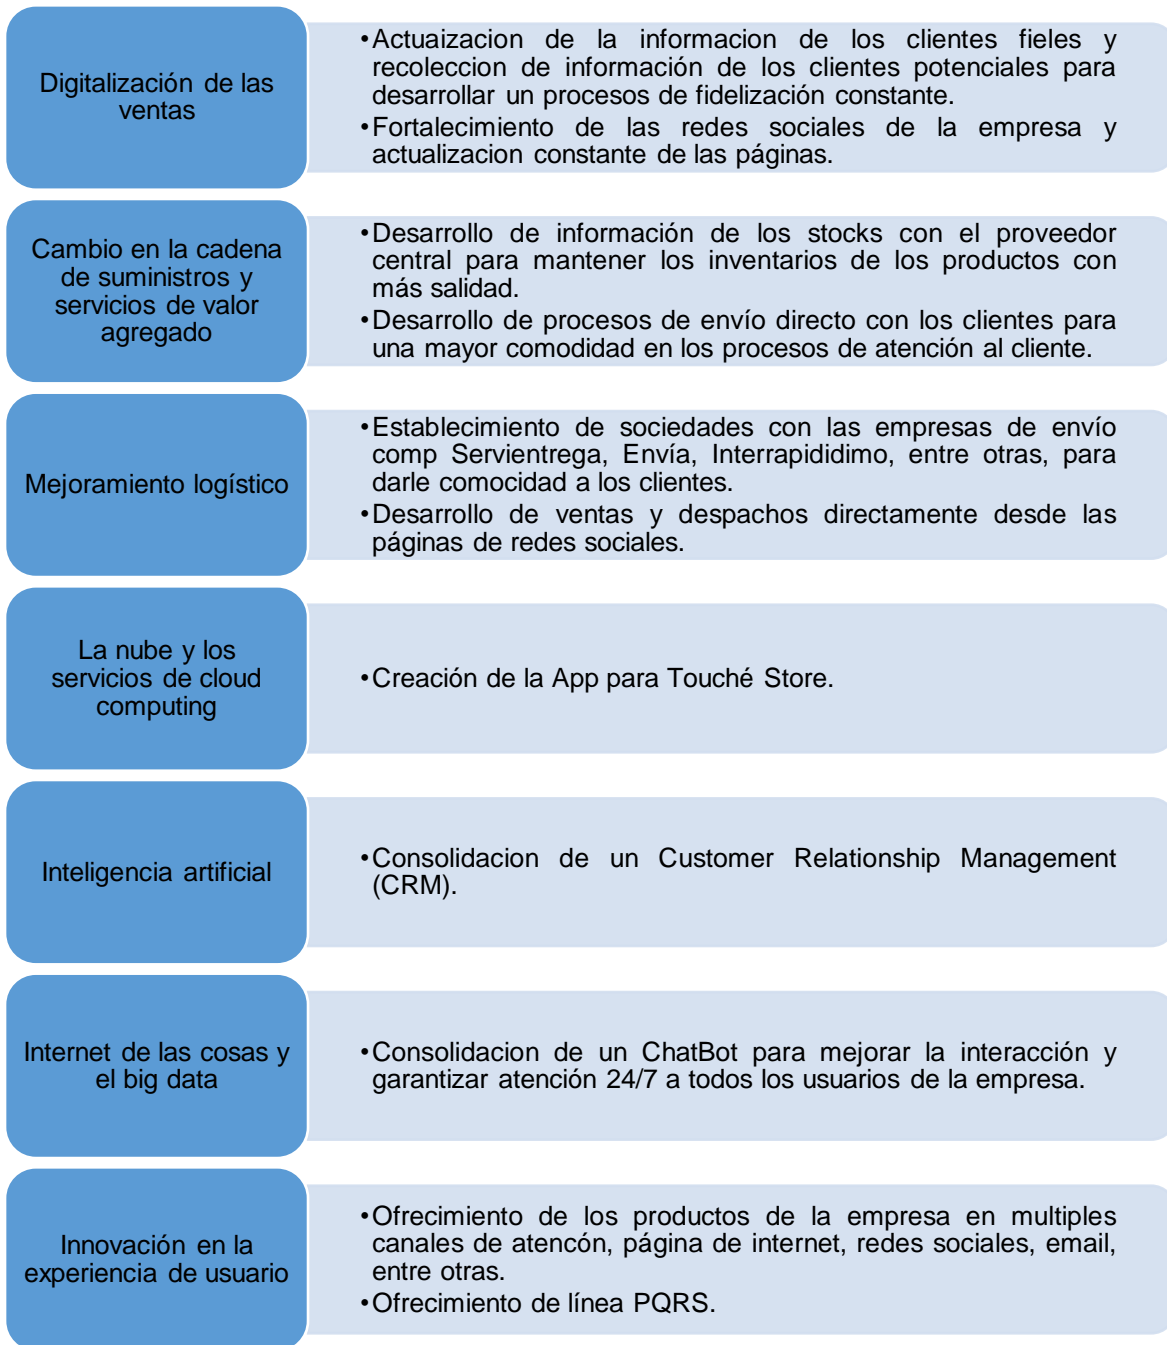 Digitalización de las
ventas
•Actuaizacion de la informacion de los clientes fieles y
recoleccion de información de los clientes potenciales para
desarrollar un procesos de fidelización constante.
•Fortalecimiento de las redes sociales de la empresa y
actualizacion constante de las páginas.
Cambio en la cadena
de suministros y
servicios de valor
agregado
•Desarrollo de información de los stocks con el proveedor
central para mantener los inventarios de los productos con
más salidad.
•Desarrollo de procesos de envío directo con los clientes para
una mayor comodidad en los procesos de atención al cliente.
Mejoramiento logístico
•Establecimiento de sociedades con las empresas de envío
comp Servientrega, Envía, Interrapididimo, entre otras, para
darle comocidad a los clientes.
•Desarrollo de ventas y despachos directamente desde las
páginas de redes sociales.
La nube y los
servicios de cloud
computing
•Creación de la App para Touché Store.
Inteligencia artificial
•Consolidacion de un Customer Relationship Management
(CRM).
Internet de las cosas y
el big data
•Consolidacion de un ChatBot para mejorar la interacción y
garantizar atención 24/7 a todos los usuarios de la empresa.
Innovación en la
experiencia de usuario
•Ofrecimiento de los productos de la empresa en multiples
canales de atencón, página de internet, redes sociales, email,
entre otras.
•Ofrecimiento de línea PQRS.